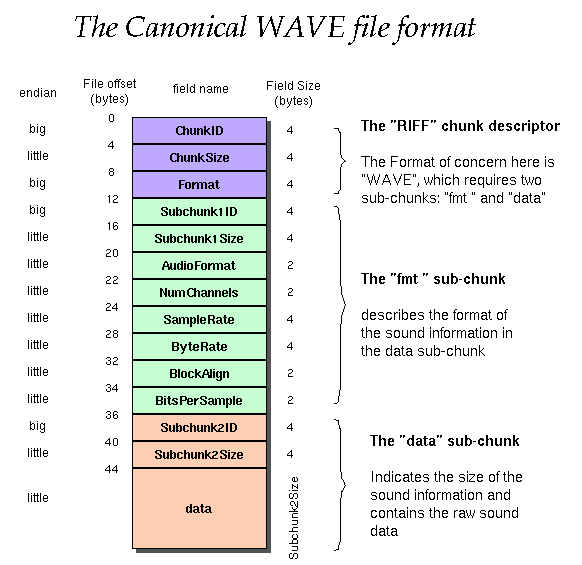 The Canonical WAVE file format
endian
File offset
(bytes)
field name
Field Size
(bytes)
0
big
ChunkID
4
4
little
ChunkSize
4
8
big
Format
4
12
big
Subchunk1ID
4
16
little
Subchunk1Size
4
20
little
AudioFormat
2
22
little
NumChannels
2
24
little
SampleRate
4
28
little
ByteRate
4
32
little
BlockAlign
2
34
little
BitsPerSample
2
36
big
Subchunk2ID
4
40
little
Subchunk2Size
4
44
little
data
Subchunk2Size
The "RIFF" chunk descriptor
The Format of concern here is
"WAVE", which requires two
sub-chunks: "fmt " and "data"
The "fmt " sub-chunk
describes the format of
the sound information in
the data sub-chunk
The "data" sub-chunk
Indicates the size of the
sound information and
contains the raw sound
data